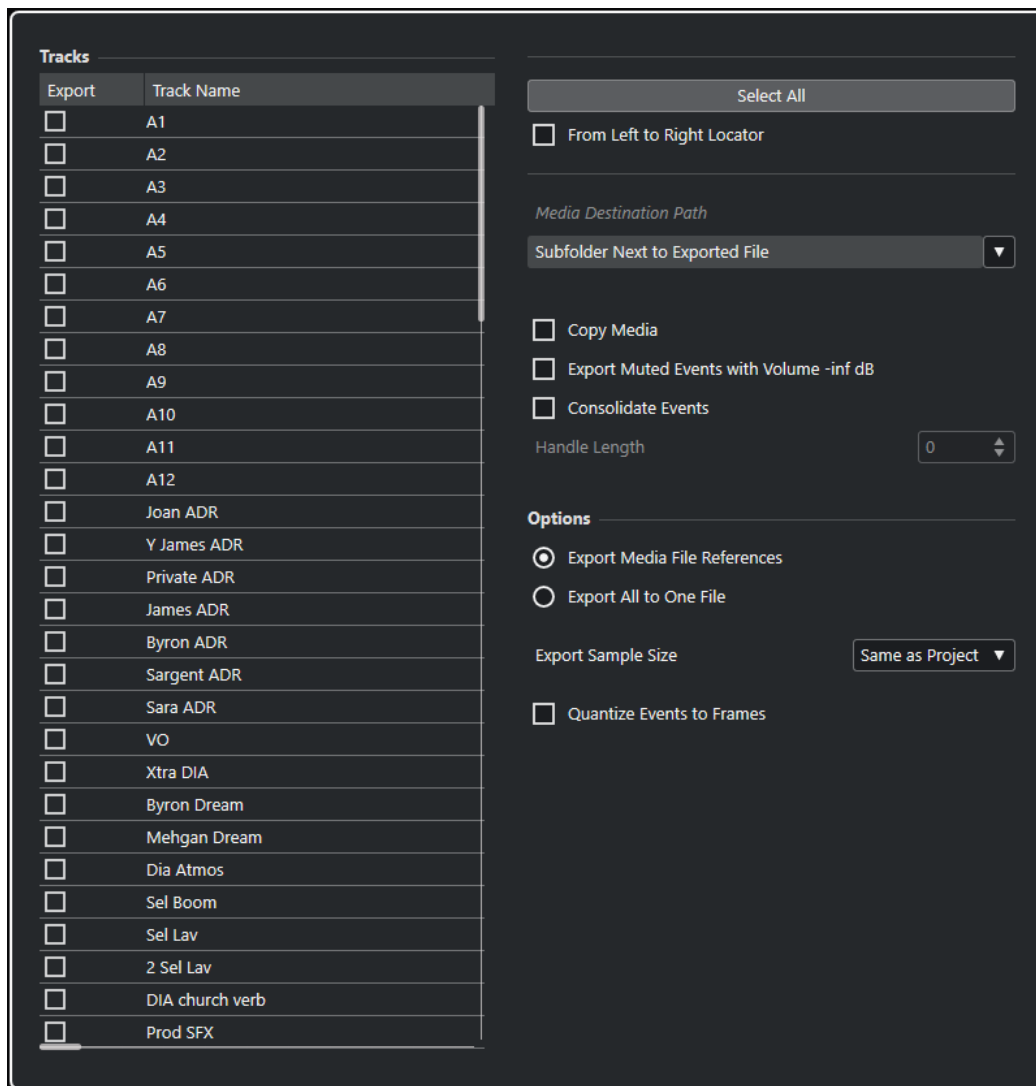 Tracks
Export Track Name
A1
A2
A3
A4
A5
A6
A7
A8
A9
A10
A11
A12
Joan ADR
Y James ADR
Private ADR
James ADR
Byron ADR
Sargent ADR
Sara ADR
VO
Xtra DIA
Byron Dream
Mehgan Dream
Dia Atmos
Sel Boom
Sel Lav
2 Sel Lav
DIA church verb
Prod SFX
Select All
From Left to Right Locator
Media Destination Path
Subfolder Next to Exported File
Copy Media
Export Muted Events with Volume -inf dB
Consolidate Events
Handle Length 0
Options
Export Media File References
Export All to One File
Export Sample Size Same as Project
Quantize Events to Frames